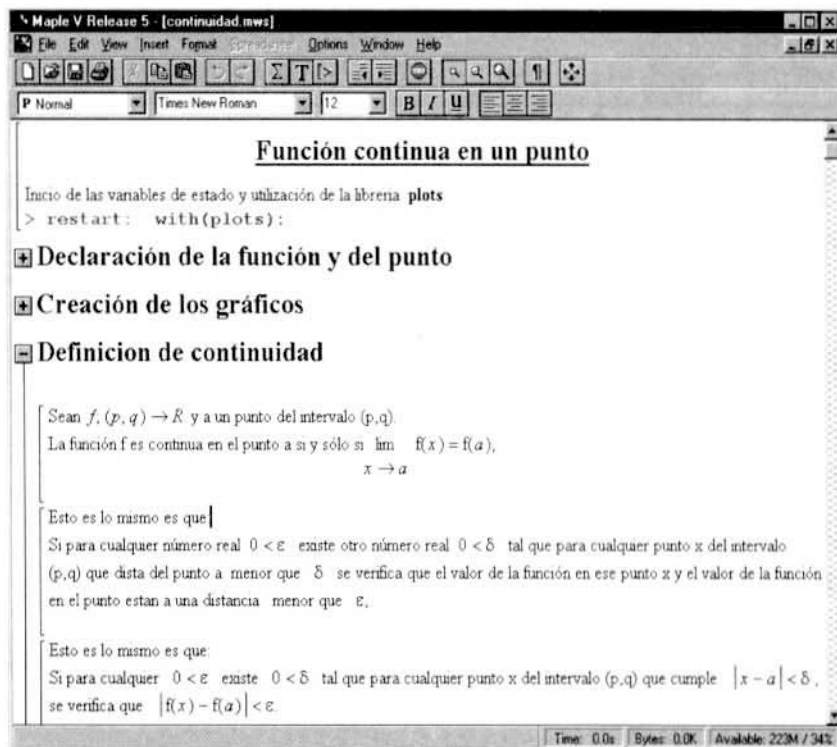 Maple V Release 5 - [continuidad.mws]
File Edit View Insert Format Spreadsheet Options Window Help
P Normal Times New Roman 12 B I U
Función continua en un punto
Inicio de las variables de estado y utilización de la libreria plots
> restart: with(plots):
Declaración de la función y del punto
Creación de los gráficos
Definicion de continuidad
Sean f, (p, q) → R y a un punto del intervalo (p,q).
La función f es continua en el punto a si y sólo si lim f(x) = f(a),
x → a
Esto es lo mismo es que
Si para cualquier número real 0 < ε existe otro número real 0 < δ tal que para cualquier punto x del intervalo
(p,q) que dista del punto a menor que δ se verifica que el valor de la función en ese punto x y el valor de la función
en el punto estan a una distancia menor que ε,
Esto es lo mismo es que:
Si para cualquier 0 < ε existe 0 < δ tal que para cualquier punto x del intervalo (p,q) que cumple |x - a| < δ,
se verifica que |f(x) - f(a)| < ε.
Time: 0.0s Bytes: 0.0K Available: 223M / 34%